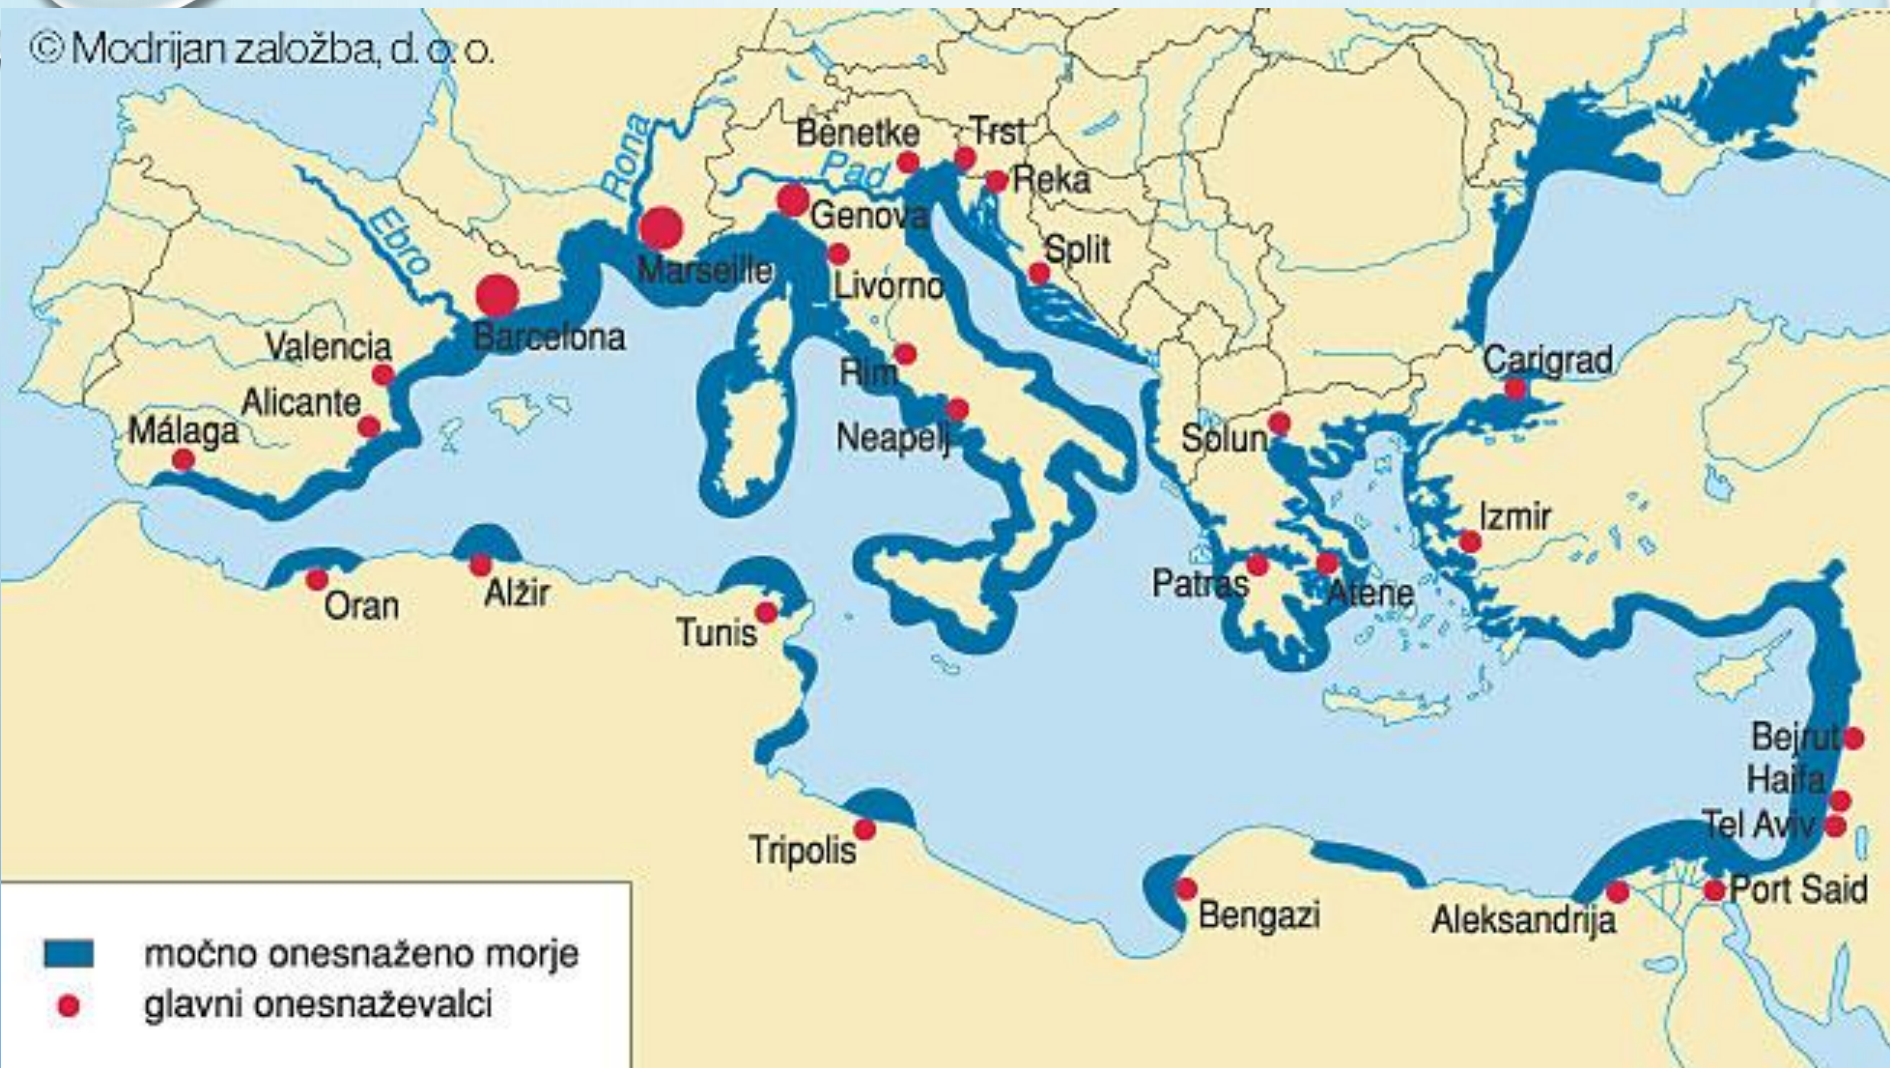 © Modrijan založba, d. o. o.
Rona
Benetke
Trst
Pad
Reka
Genova
Ebro
Split
Marseille
Livorno
Barcelona
Valencia
Rim
Carigrad
Alicante
Málaga
Neapelj
Solun
Izmir
Patras
Atene
Oran
Alžir
Tunis
Bejrut
Haifa
Tel Aviv
Tripolis
Port Said
Bengazi
Aleksandrija
močno onesnaženo morje
glavni onesnaževalci